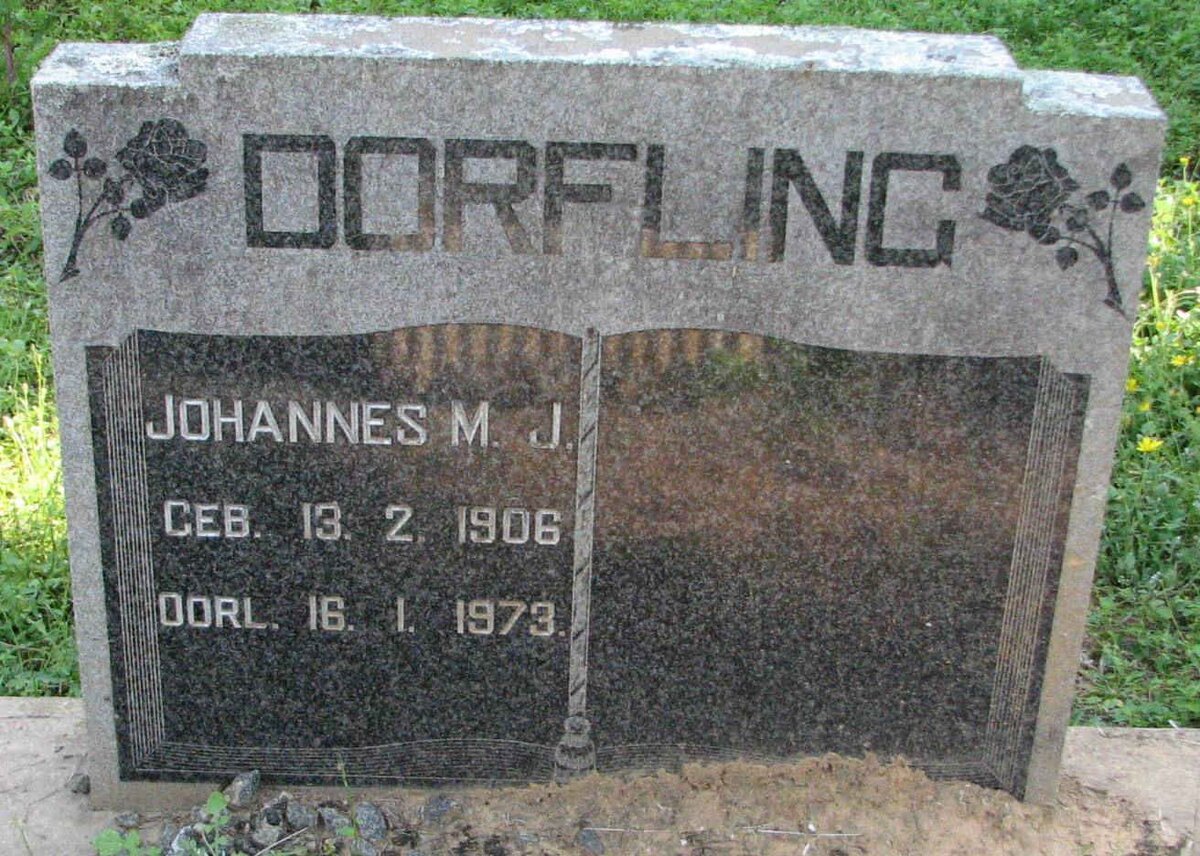 DORFLING
JOHANNES M. J.
GEB. 13. 2. 1906
OORL. 16. 1. 1973.